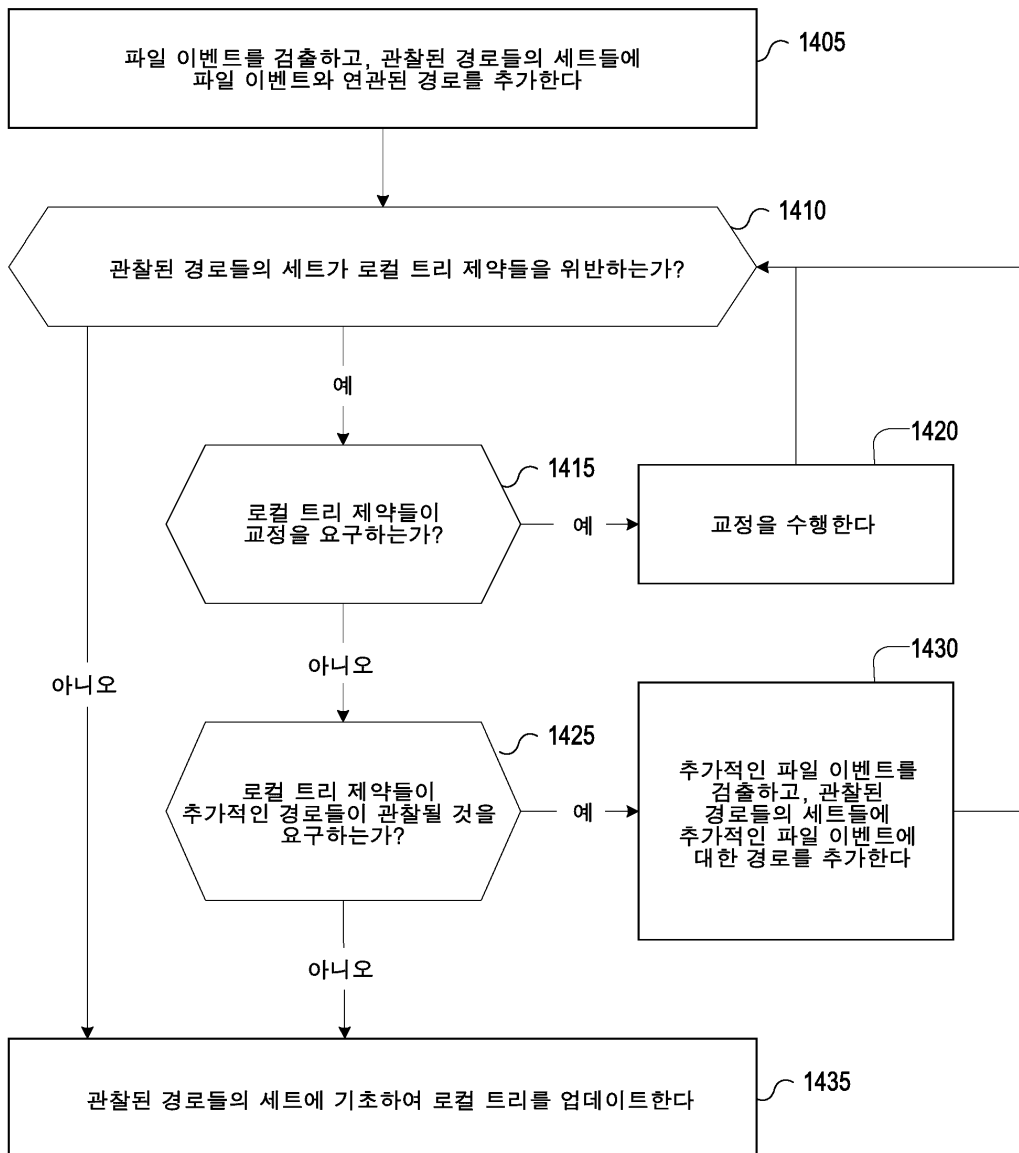 파일 이벤트를 검출하고, 관찰된 경로들의 세트들에
파일 이벤트와 연관된 경로를 추가한다
1405
1410
관찰된 경로들의 세트가 로컬 트리 제약들을 위반하는가?
예
1415
로컬 트리 제약들이
교정을 요구하는가?
예
1420
교정을 수행한다
아니오
아니오
1425
로컬 트리 제약들이
추가적인 경로들이 관찰될 것을
요구하는가?
예
1430
추가적인 파일 이벤트를
검출하고, 관찰된
경로들의 세트들에
추가적인 파일 이벤트에
대한 경로를 추가한다
아니오
관찰된 경로들의 세트에 기초하여 로컬 트리를 업데이트한다
1435